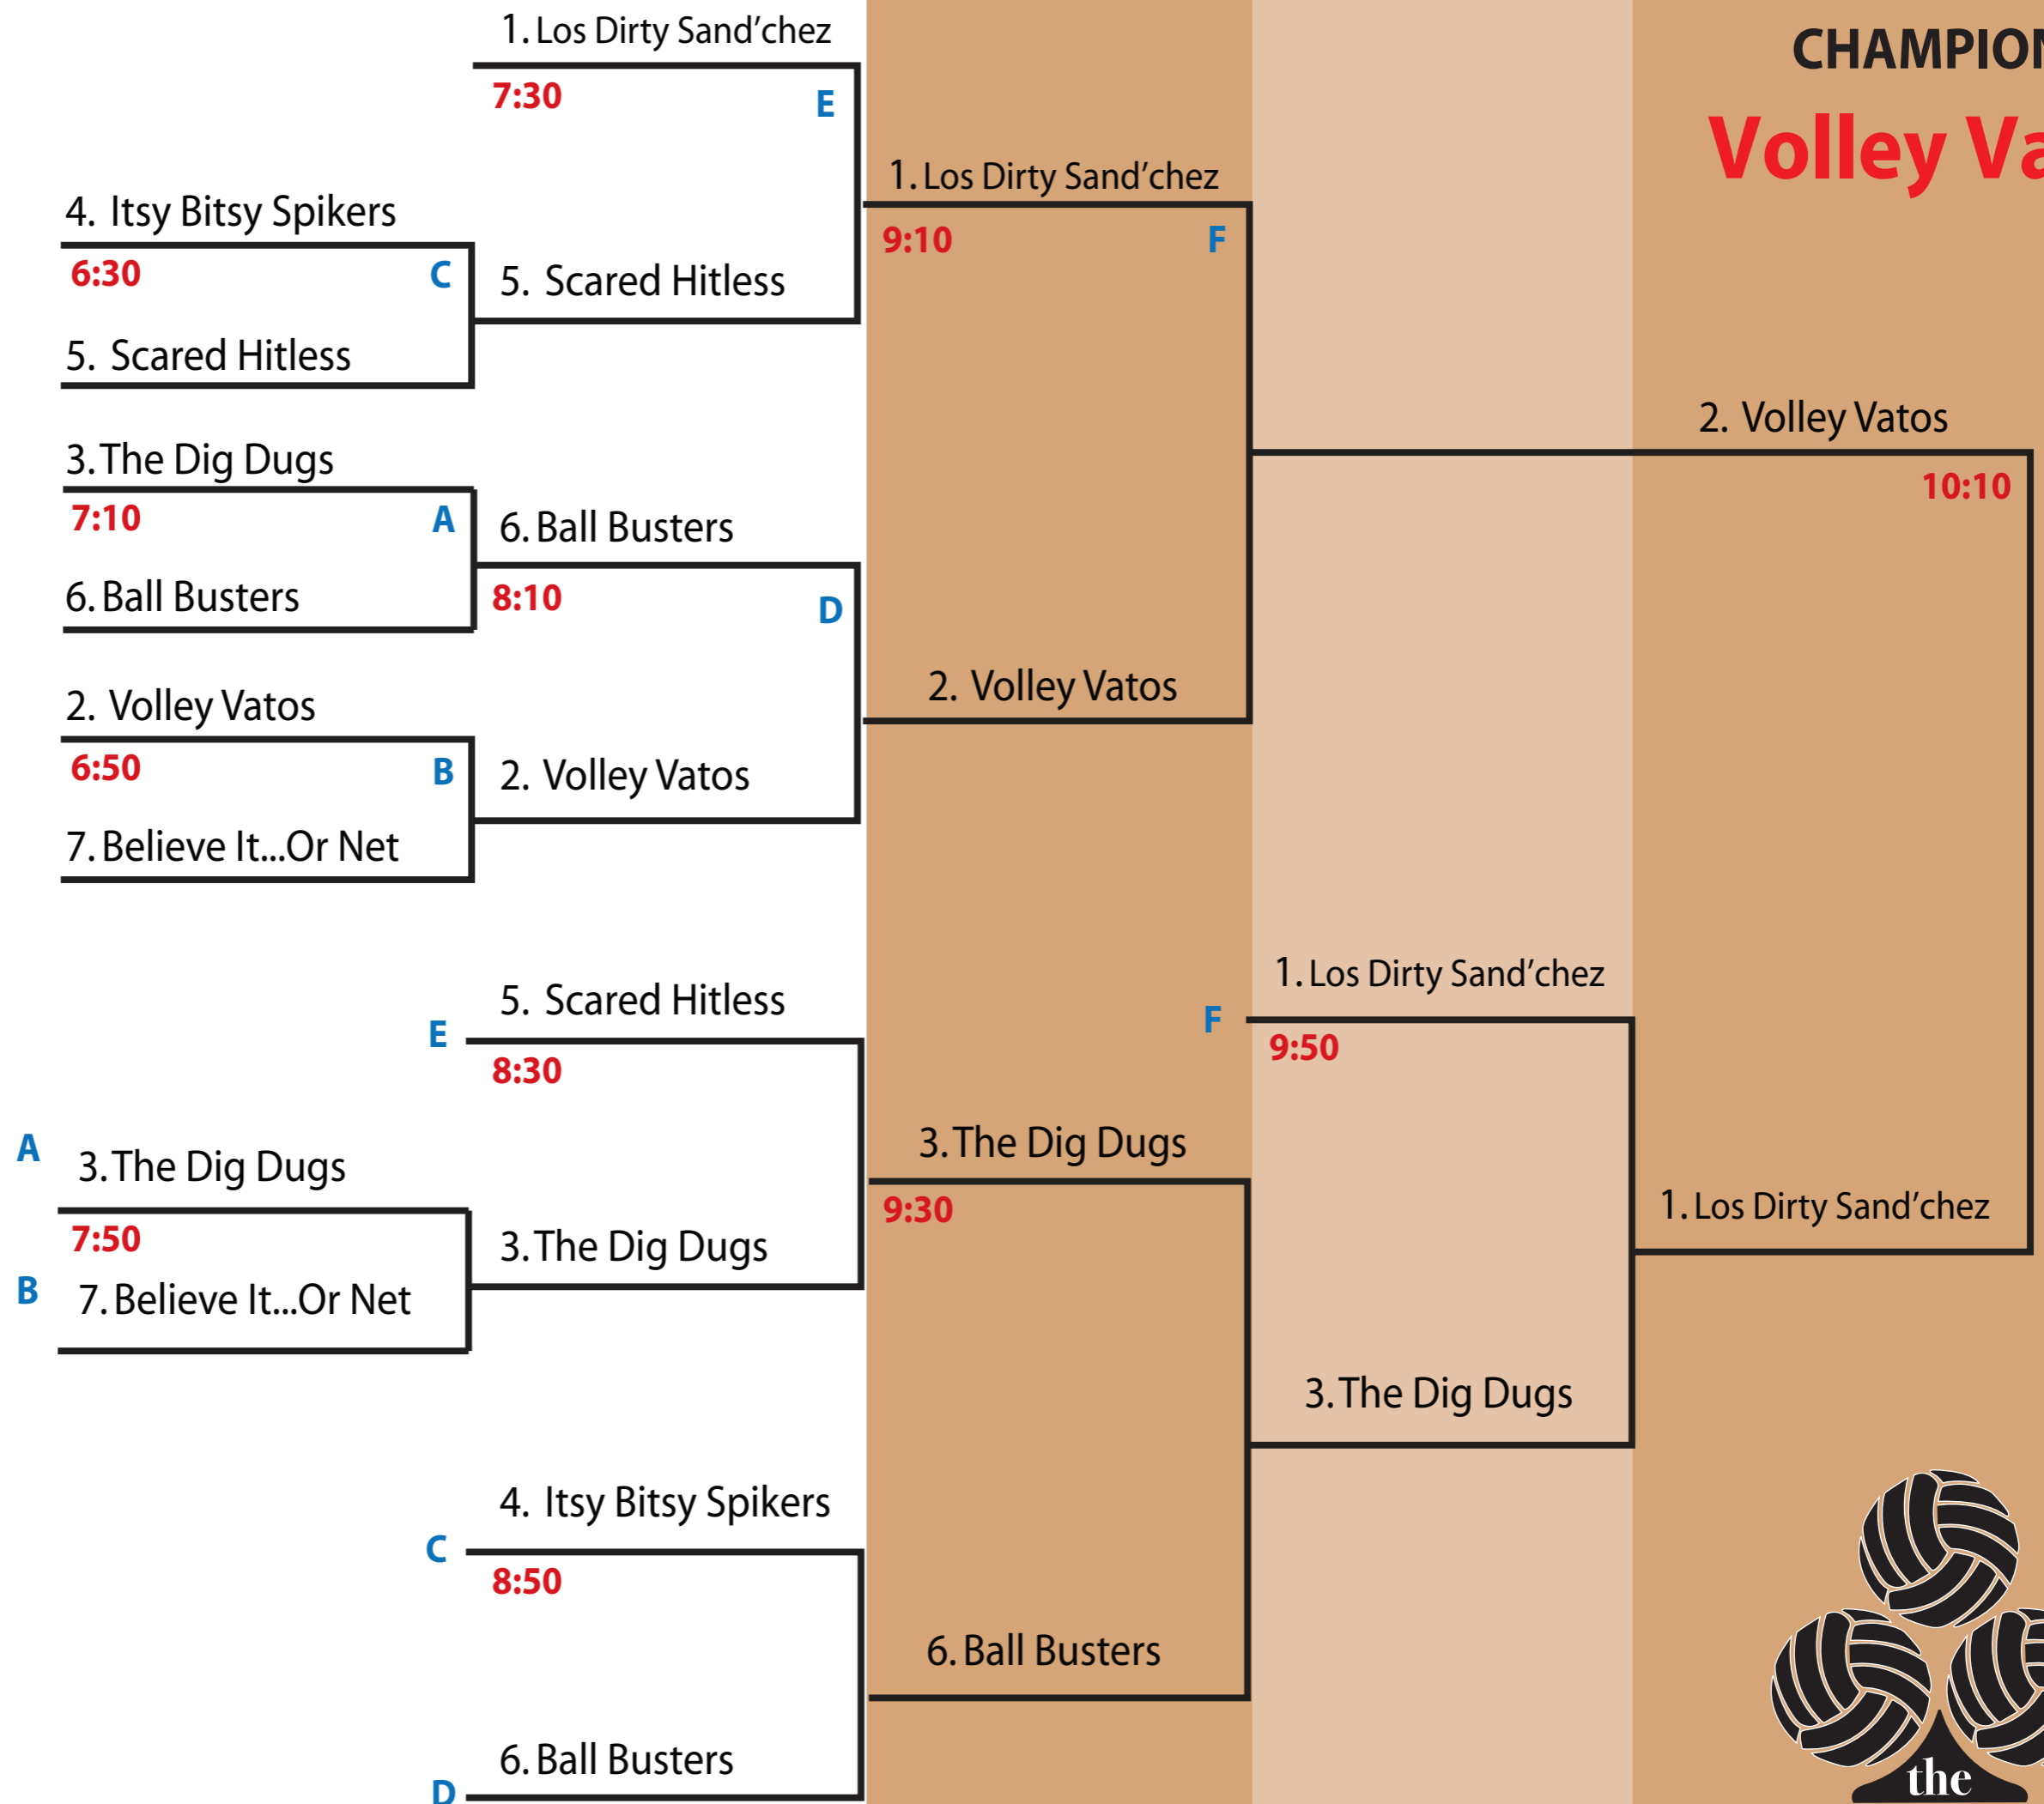 1. Los Dirty Sand'chez
7:30
E
4. Itsy Bitsy Spikers
6:30
C
5. Scared Hitless
5. Scared Hitless
3. The Dig Dugs
7:10
A
6. Ball Busters
6. Ball Busters
8:10
D
2. Volley Vatos
6:50
B
2. Volley Vatos
7. Believe It...Or Net
E
5. Scared Hitless
8:30
A
3. The Dig Dugs
7:50
3. The Dig Dugs
B
7. Believe It...Or Net
4. Itsy Bitsy Spikers
C
8:50
6. Ball Busters
D
1. Los Dirty Sand'chez
9:10
F
2. Volley Vatos
3. The Dig Dugs
9:30
6. Ball Busters
1. Los Dirty Sand'chez
F
9:50
3. The Dig Dugs
CHAMPION
Volley Va
2. Volley Vatos
10:10
1. Los Dirty Sand'chez
the